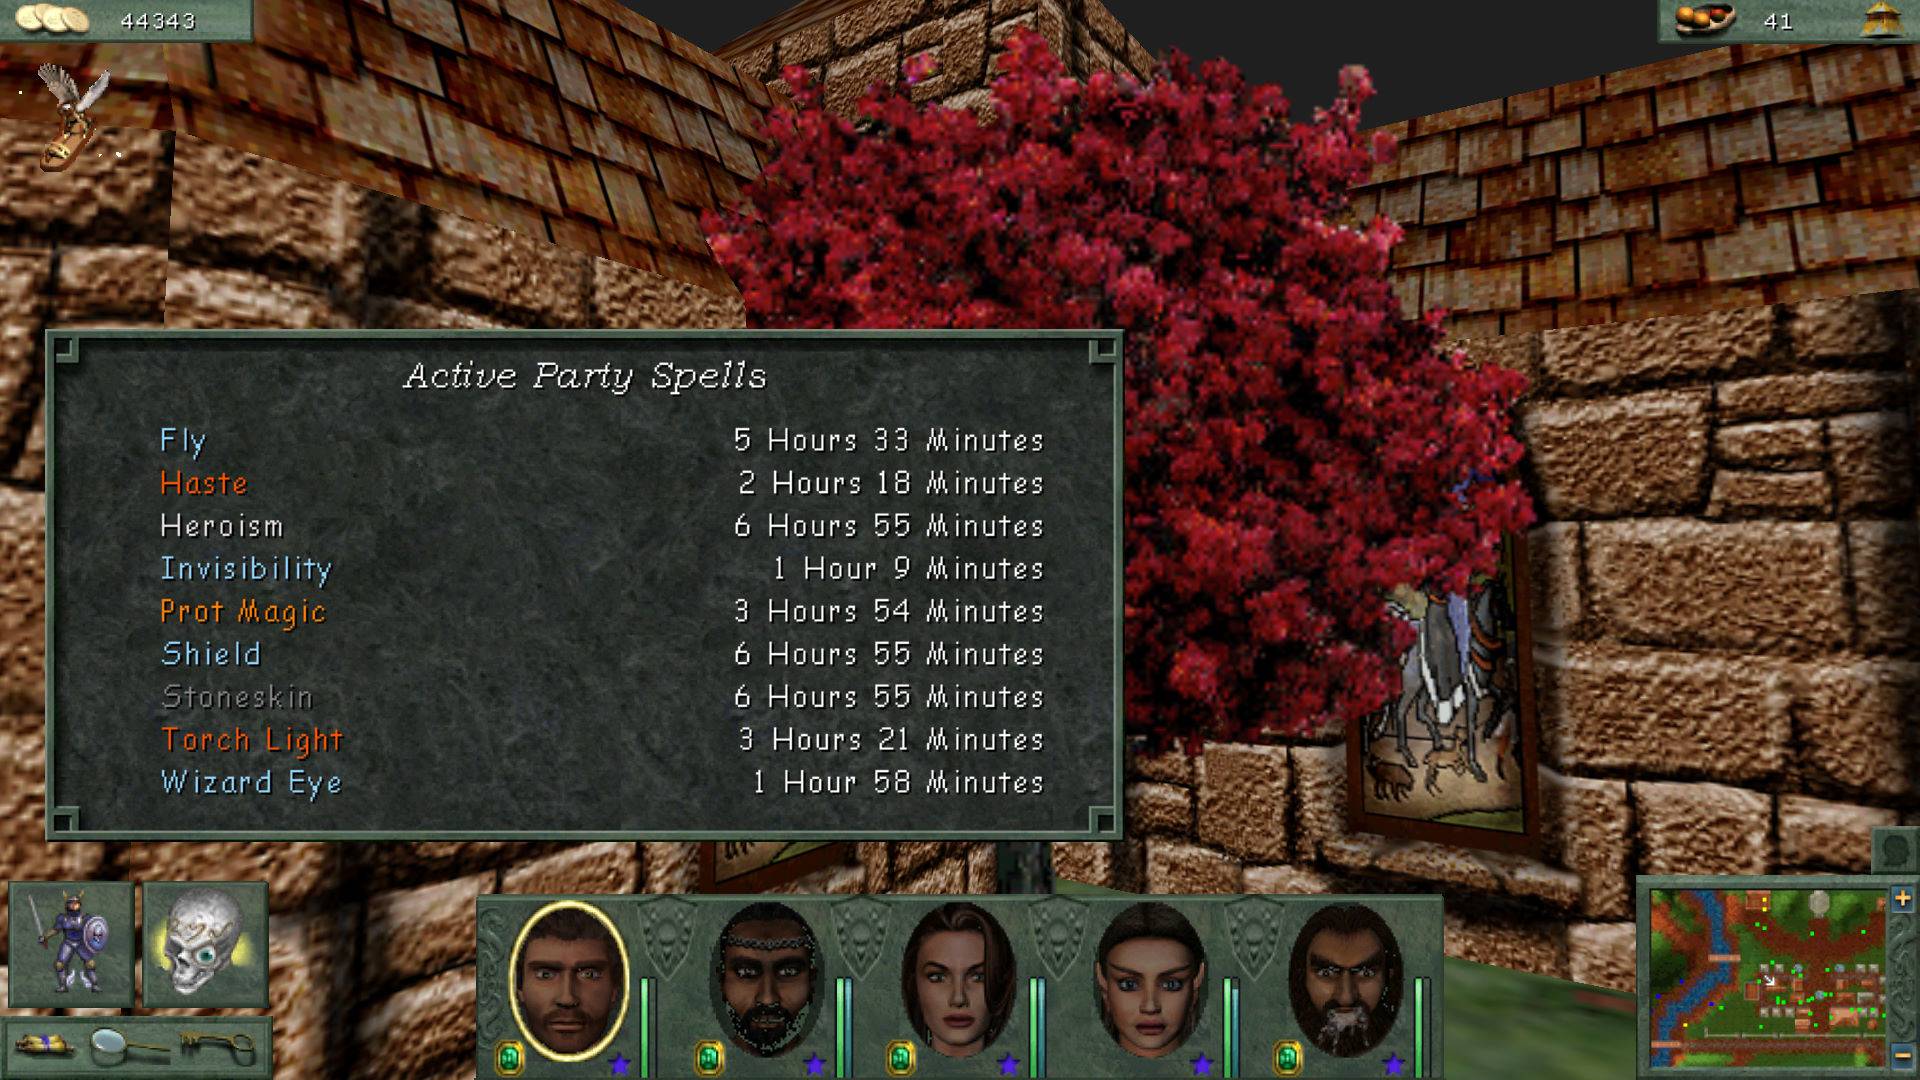 44343
41
Active Party Spells
Fly 5 Hours 33 Minutes
Haste 2 Hours 18 Minutes
Heroism 6 Hours 55 Minutes
Invisibility 1 Hour 9 Minutes
Prot Magic 3 Hours 54 Minutes
Shield 6 Hours 55 Minutes
Stoneskin 6 Hours 55 Minutes
Torch Light 3 Hours 21 Minutes
Wizard Eye 1 Hour 58 Minutes